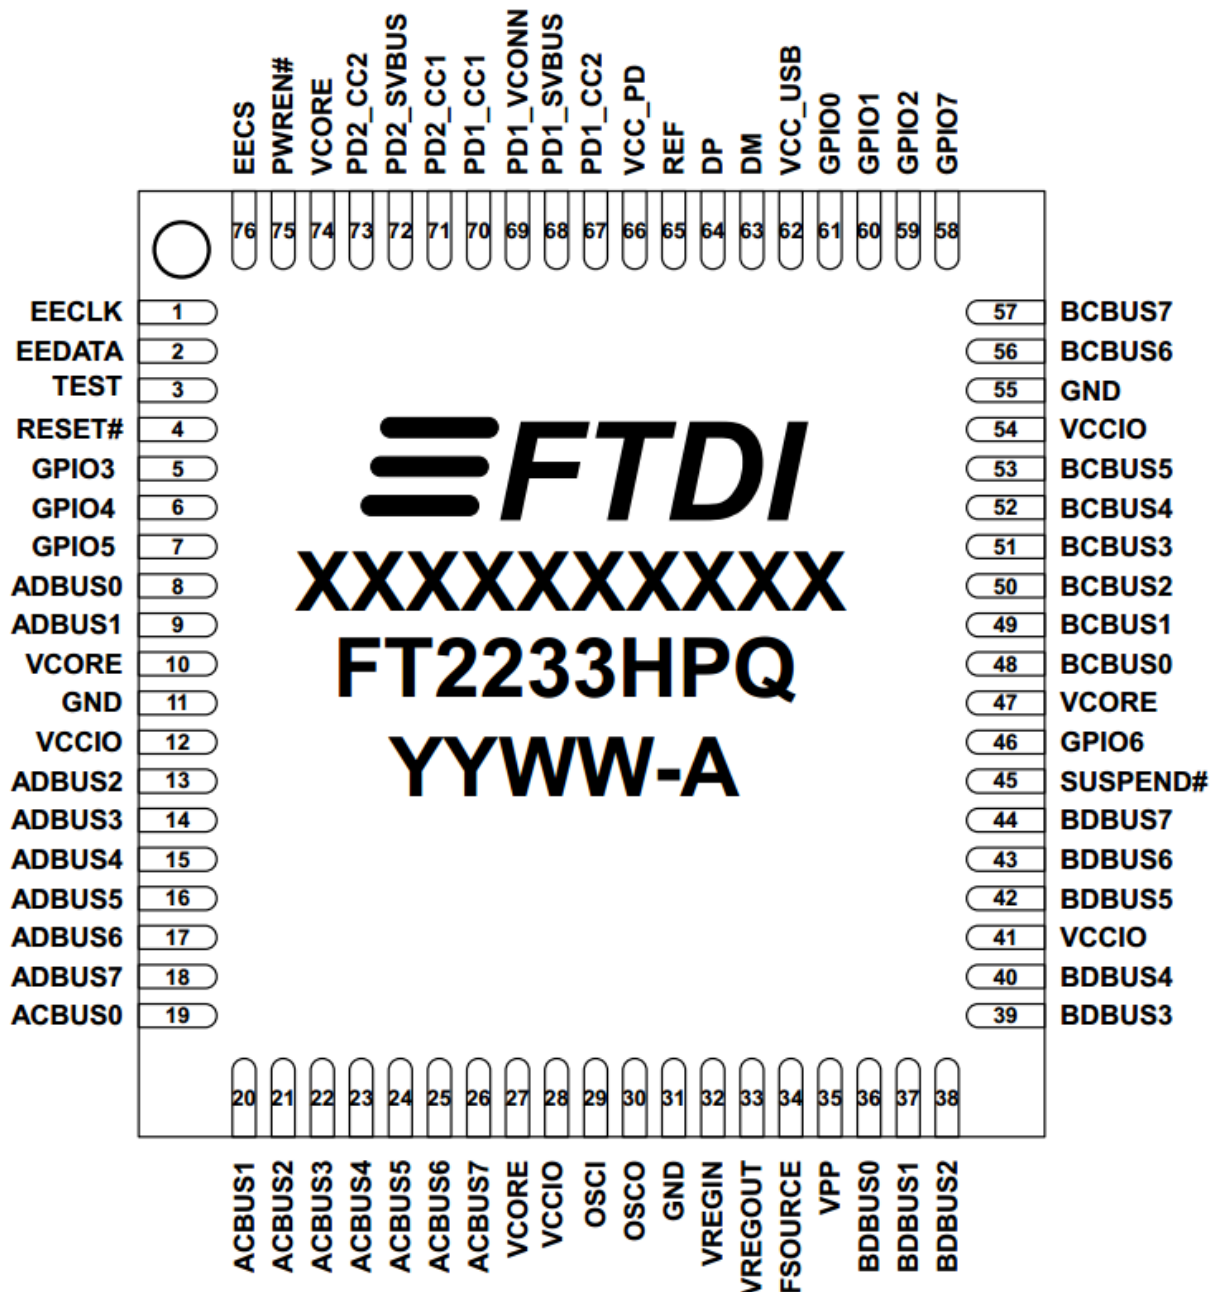 EECS
PWREN#
VCORE
PD2_CC2
PD2_SVBUS
PD2_CC1
PD1_CC1
PD1_VCONN
PD1_SVBUS
PD1_CC2
VCC_PD
REF
DP
DM
VCC_USB
GPIO0
GPIO1
GPIO2
GPIO7
76 75 74 73 72 71 70 69 68 67 66 65 64 63 62 61 60 59 58
EECLK 1
EEDATA 2
TEST 3
RESET# 4
GPIO3 5
GPIO4 6
GPIO5 7
ADBUS0 8
ADBUS1 9
VCORE 10
GND 11
VCCIO 12
ADBUS2 13
ADBUS3 14
ADBUS4 15
ADBUS5 16
ADBUS6 17
ADBUS7 18
ACBUS0 19
FTDI
XXXXXXXXXX
FT2233HPQ
YYWW-A
57 BCBUS7
56 BCBUS6
55 GND
54 VCCIO
53 BCBUS5
52 BCBUS4
51 BCBUS3
50 BCBUS2
49 BCBUS1
48 BCBUS0
47 VCORE
46 GPIO6
45 SUSPEND#
44 BDBUS7
43 BDBUS6
42 BDBUS5
41 VCCIO
40 BDBUS4
39 BDBUS3
20 21 22 23 24 25 26 27 28 29 30 31 32 33 34 35 36 37 38
ACBUS1
ACBUS2
ACBUS3
ACBUS4
ACBUS5
ACBUS6
ACBUS7
VCORE
VCCIO
OSCI
OSCO
GND
VREGIN
VREGOUT
FSOURCE
VPP
BDBUS0
BDBUS1
BDBUS2